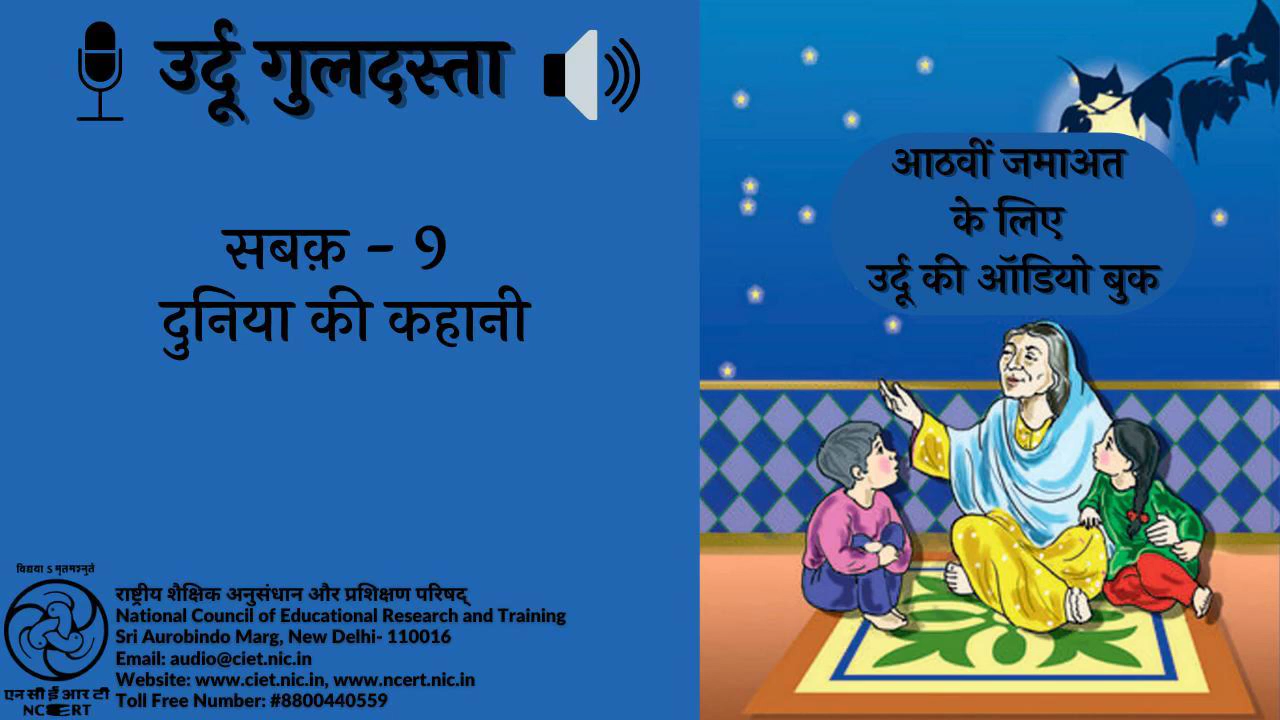 उर्दू गुलदस्ता
सबक़ - 9
दुनिया की कहानी
आठवीं जमाअत
के लिए
उर्दू की ऑडियो बुक
विद्यया ऽ मृतमश्नुते
एन सी ई आर टी
NCERT
राष्ट्रीय शैक्षिक अनुसंधान और प्रशिक्षण परिषद्
National Council of Educational Research and Training
Sri Aurobindo Marg, New Delhi- 110016
Email: audio@ciet.nic.in
Website: www.ciet.nic.in, www.ncert.nic.in
Toll Free Number: #8800440559